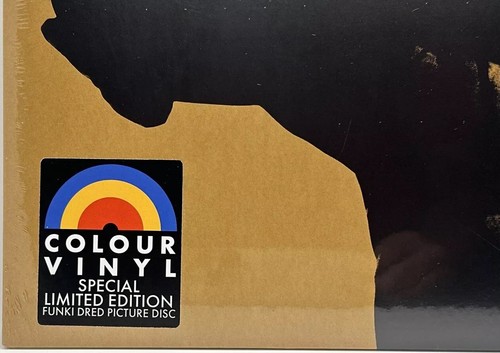 COLOUR
VINYL
SPECIAL
LIMITED EDITION
FUNKI DRED PICTURE DISC